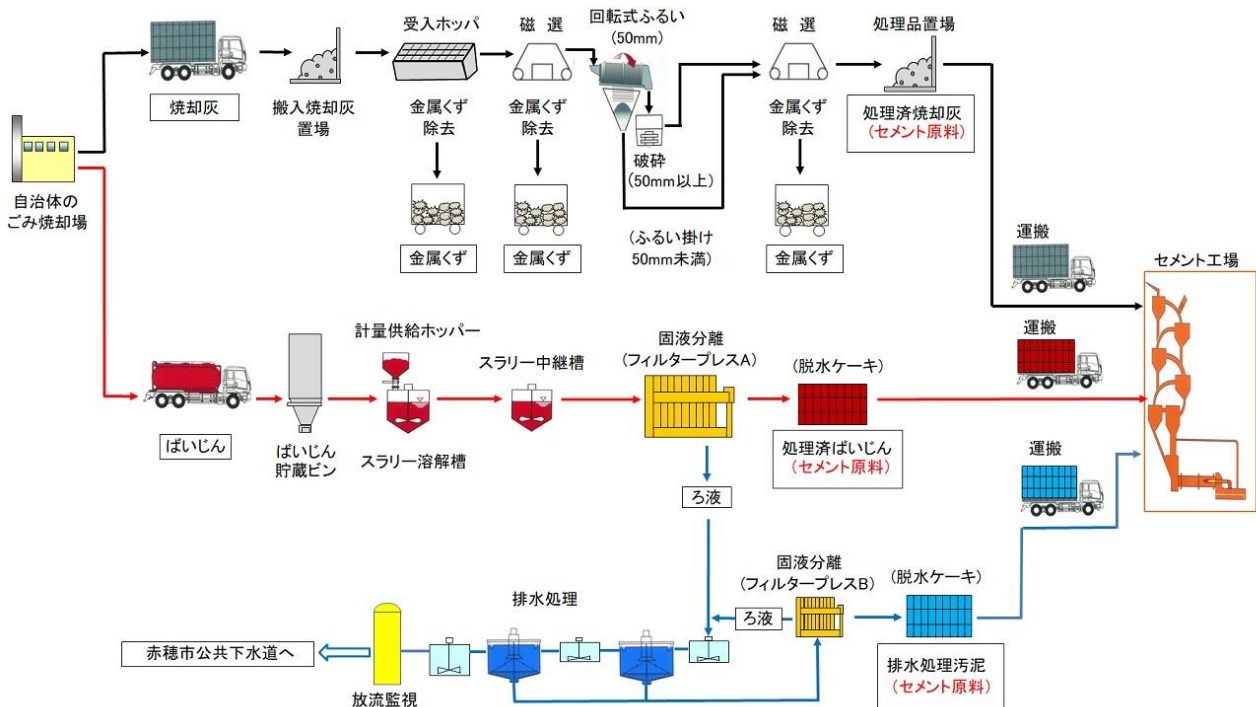 自治体の
ごみ焼却場
焼却灰
搬入焼却灰
置場
受入ホッパ
金属くず
除去
金属くず
磁 選
金属くず
除去
金属くず
回転式ふるい
(50mm)
破砕
(50mm以上)
(ふるい掛け
50mm未満)
磁 選
金属くず
除去
金属くず
処理品置場
処理済焼却灰
(セメント原料)
運搬
セメント工場
ばいじん
ばいじん
貯蔵ビン
計量供給ホッパー
スラリー溶解槽
スラリー中継槽
固液分離
(フィルタープレスA)
(脱水ケーキ)
処理済ばいじん
(セメント原料)
運搬
ろ液
固液分離
(フィルタープレスB)
ろ液
(脱水ケーキ)
排水処理汚泥
(セメント原料)
運搬
排水処理
放流監視
赤穂市公共下水道へ